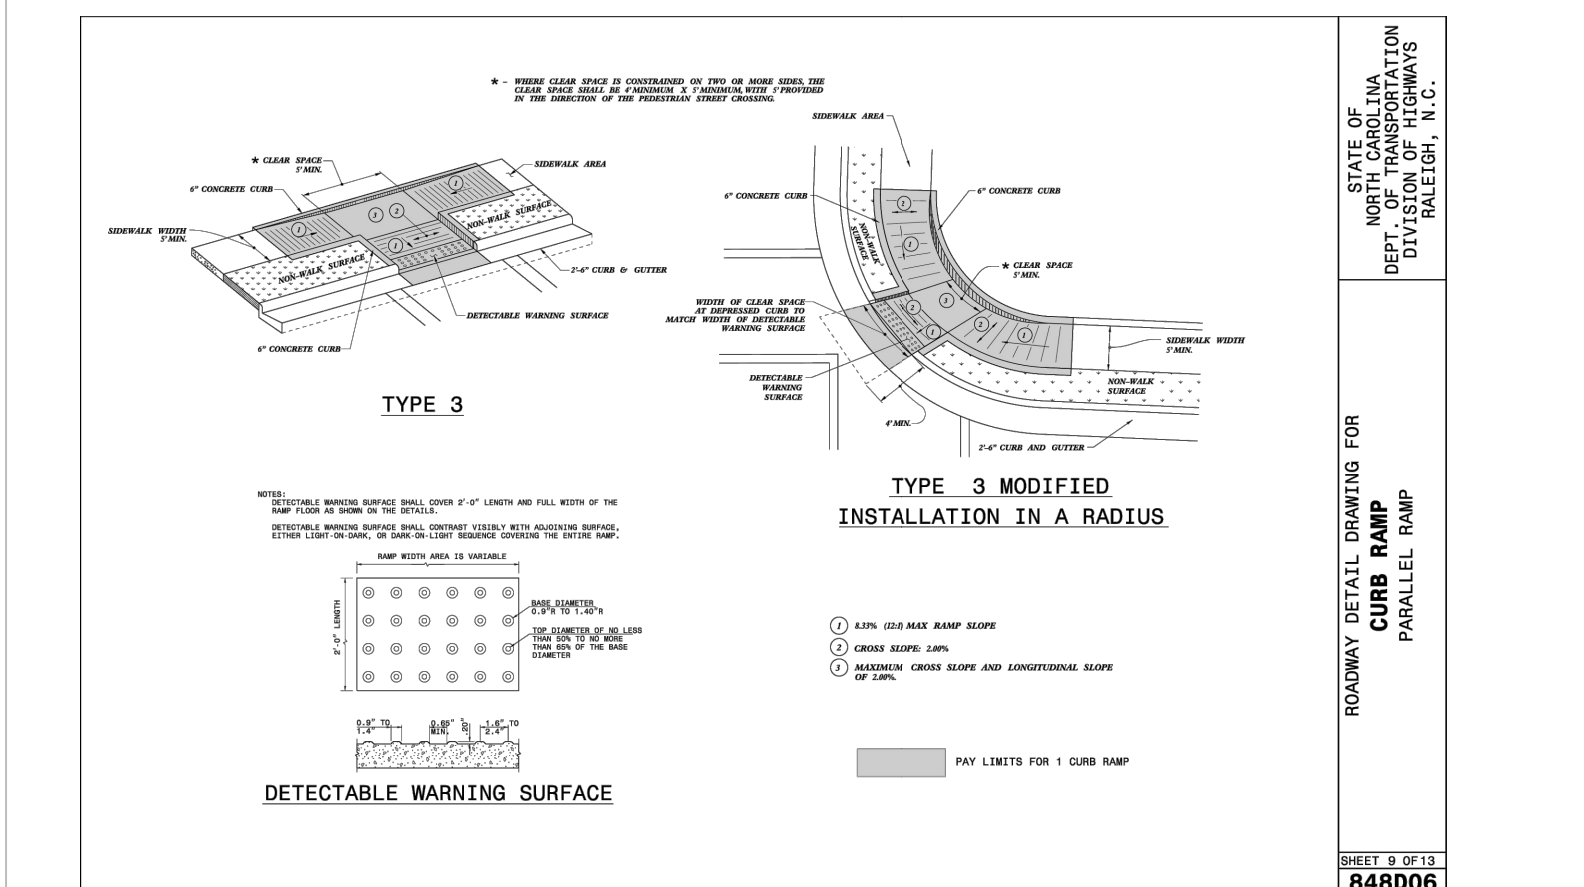 * - WHERE CLEAR SPACE IS CONSTRAINED ON TWO OR MORE SIDES, THE
CLEAR SPACE SHALL BE 4' MINIMUM X 5' MINIMUM, WITH 5' PROVIDED
IN THE DIRECTION OF THE PEDESTRIAN STREET CROSSING.
* CLEAR SPACE
5' MIN.
SIDEWALK AREA
6" CONCRETE CURB
SIDEWALK WIDTH
5' MIN.
1
3
2
1
1
NON-WALK SURFACE
NON-WALK SURFACE
2'-6" CURB & GUTTER
DETECTABLE WARNING SURFACE
6" CONCRETE CURB
TYPE 3
SIDEWALK AREA
6" CONCRETE CURB
6" CONCRETE CURB
2
1
NON-WALK
SURFACE
* CLEAR SPACE
5' MIN.
WIDTH OF CLEAR SPACE
AT DEPRESSED CURB TO
MATCH WIDTH OF DETECTABLE
WARNING SURFACE
3
2
1
2
1
SIDEWALK WIDTH
5' MIN.
DETECTABLE
WARNING
SURFACE
NON-WALK
SURFACE
4' MIN.
2'-6" CURB AND GUTTER
TYPE 3 MODIFIED
INSTALLATION IN A RADIUS
NOTES:
DETECTABLE WARNING SURFACE SHALL COVER 2'-0" LENGTH AND FULL WIDTH OF THE
RAMP FLOOR AS SHOWN ON THE DETAILS.
DETECTABLE WARNING SURFACE SHALL CONTRAST VISIBLY WITH ADJOINING SURFACE,
EITHER LIGHT-ON-DARK, OR DARK-ON-LIGHT SEQUENCE COVERING THE ENTIRE RAMP.
RAMP WIDTH AREA IS VARIABLE
2'-0" LENGTH
BASE DIAMETER
0.9"R TO 1.40"R
TOP DIAMETER OF NO LESS
THAN 50% TO NO MORE
THAN 65% OF THE BASE
DIAMETER
0.9" TO
1.4"
0.65"
MIN.
.20"
1.6" TO
2.4"
DETECTABLE WARNING SURFACE
1 8.33% (12:1) MAX RAMP SLOPE
2 CROSS SLOPE: 2.00%
3 MAXIMUM CROSS SLOPE AND LONGITUDINAL SLOPE
OF 2.00%.
PAY LIMITS FOR 1 CURB RAMP
STATE OF
NORTH CAROLINA
DEPT. OF TRANSPORTATION
DIVISION OF HIGHWAYS
RALEIGH, N.C.
ROADWAY DETAIL DRAWING FOR
CURB RAMP
PARALLEL RAMP
SHEET 9 OF 13
848D06